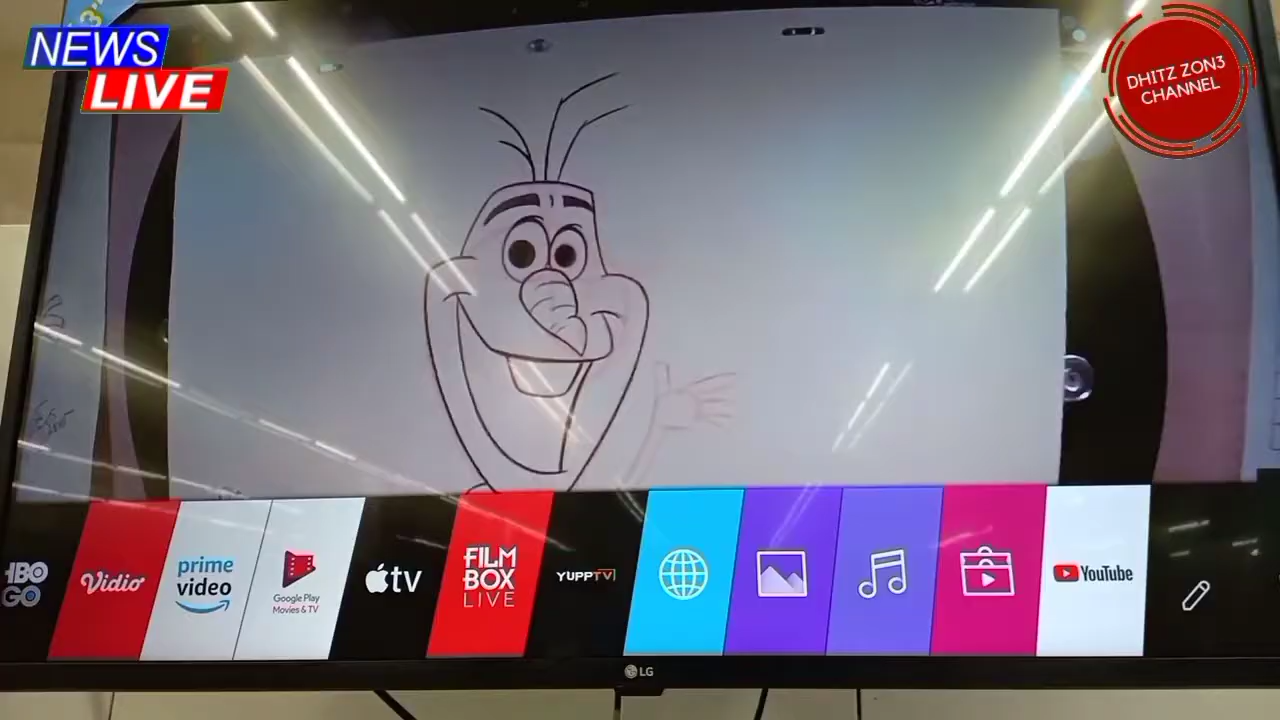 NEWS
LIVE
DHITZ ZON3
CHANNEL
HBO
GO
Vidio
prime
video
Google Play
Movies & TV
tv
FILM
BOX
LIVE
YUPPTV
YouTube
LG